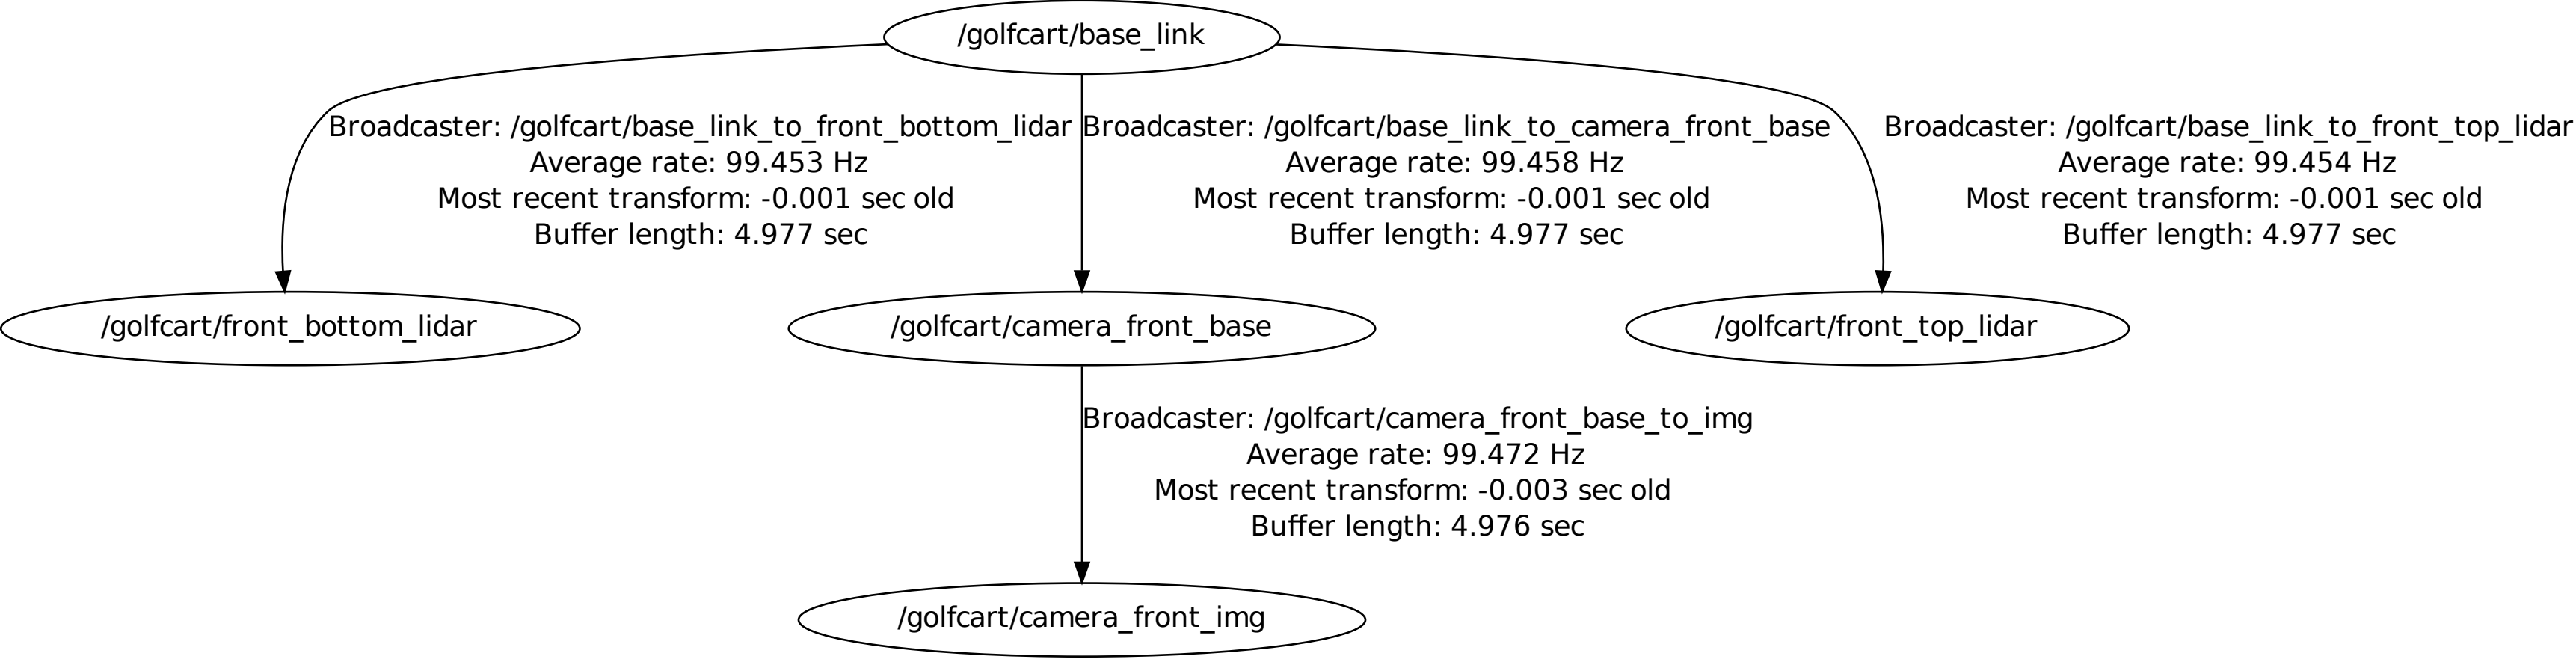 /golfcart/base_link
Broadcaster: /golfcart/base_link_to_front_bottom_lidar
Average rate: 99.453 Hz
Most recent transform: -0.001 sec old
Buffer length: 4.977 sec
Broadcaster: /golfcart/base_link_to_camera_front_base
Average rate: 99.458 Hz
Most recent transform: -0.001 sec old
Buffer length: 4.977 sec
Broadcaster: /golfcart/base_link_to_front_top_lidar
Average rate: 99.454 Hz
Most recent transform: -0.001 sec old
Buffer length: 4.977 sec
/golfcart/front_bottom_lidar
/golfcart/camera_front_base
/golfcart/front_top_lidar
Broadcaster: /golfcart/camera_front_base_to_img
Average rate: 99.472 Hz
Most recent transform: -0.003 sec old
Buffer length: 4.976 sec
/golfcart/camera_front_img